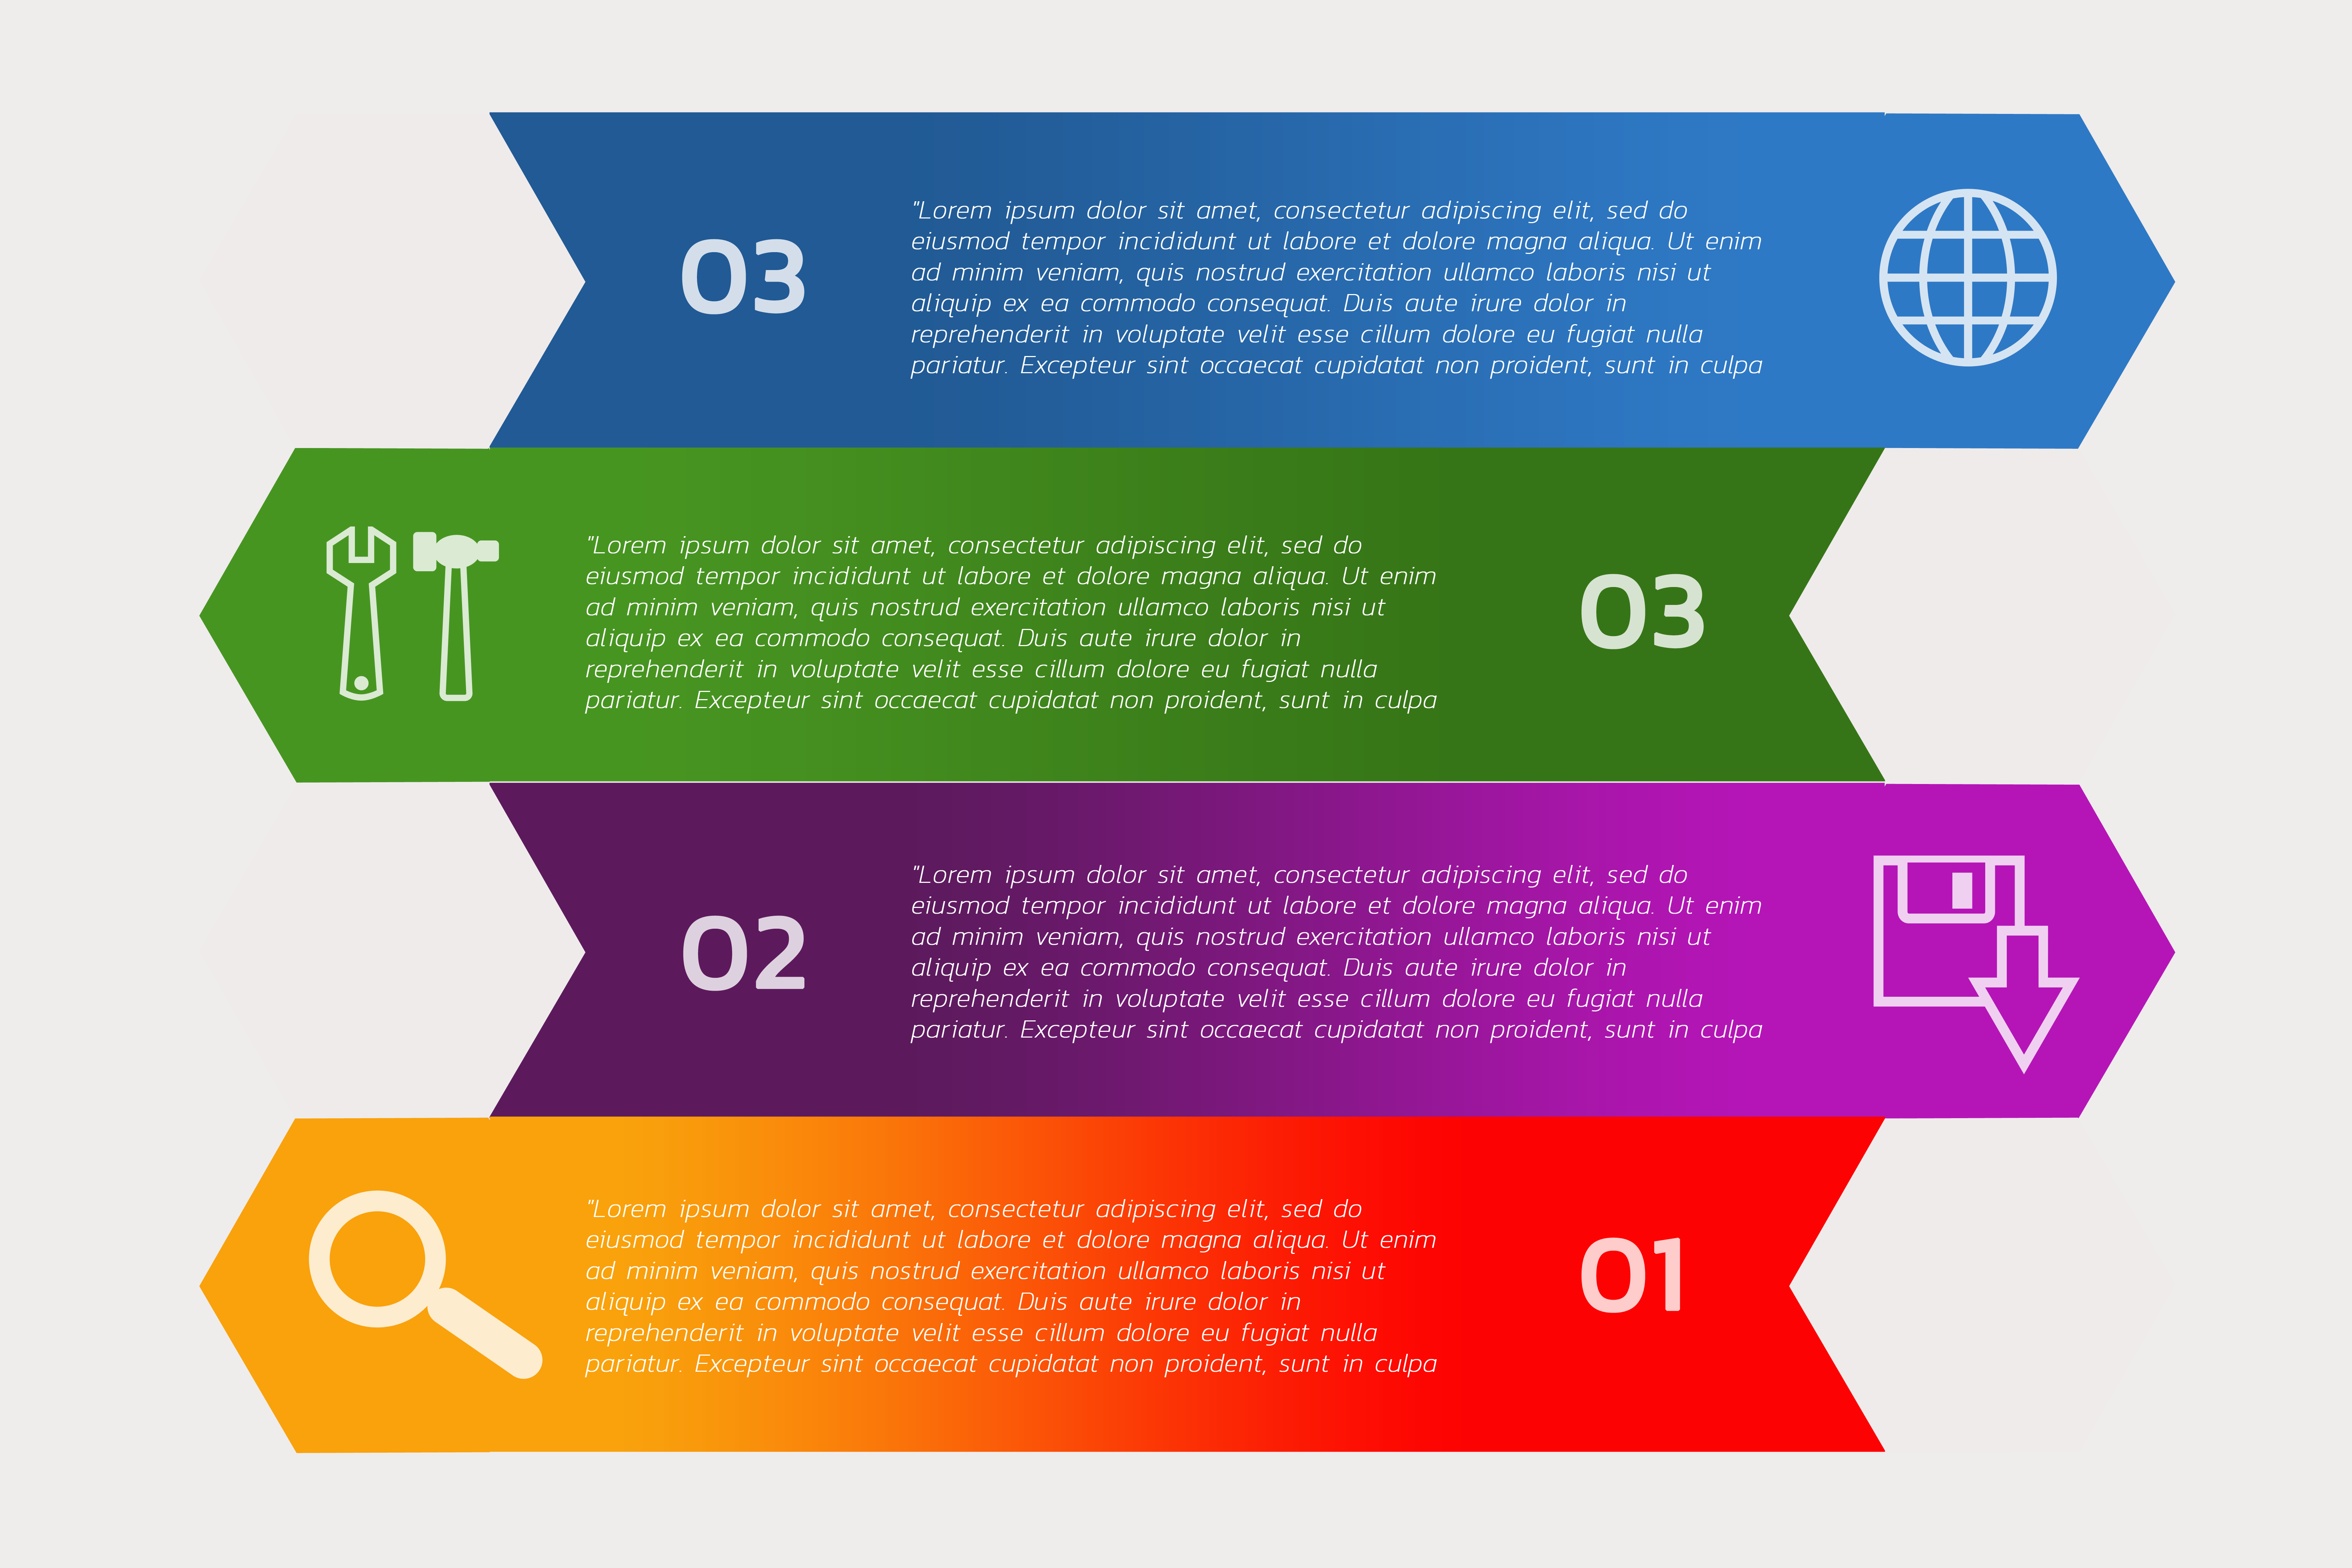 03
"Lorem ipsum dolor sit amet, consectetur adipiscing elit, sed do
eiusmod tempor incididunt ut labore et dolore magna aliqua. Ut enim
ad minim veniam, quis nostrud exercitation ullamco laboris nisi ut
aliquip ex ea commodo consequat. Duis aute irure dolor in
reprehenderit in voluptate velit esse cillum dolore eu fugiat nulla
pariatur. Excepteur sint occaecat cupidatat non proident, sunt in culpa
"Lorem ipsum dolor sit amet, consectetur adipiscing elit, sed do
eiusmod tempor incididunt ut labore et dolore magna aliqua. Ut enim
ad minim veniam, quis nostrud exercitation ullamco laboris nisi ut
aliquip ex ea commodo consequat. Duis aute irure dolor in
reprehenderit in voluptate velit esse cillum dolore eu fugiat nulla
pariatur. Excepteur sint occaecat cupidatat non proident, sunt in culpa
03
02
"Lorem ipsum dolor sit amet, consectetur adipiscing elit, sed do
eiusmod tempor incididunt ut labore et dolore magna aliqua. Ut enim
ad minim veniam, quis nostrud exercitation ullamco laboris nisi ut
aliquip ex ea commodo consequat. Duis aute irure dolor in
reprehenderit in voluptate velit esse cillum dolore eu fugiat nulla
pariatur. Excepteur sint occaecat cupidatat non proident, sunt in culpa
"Lorem ipsum dolor sit amet, consectetur adipiscing elit, sed do
eiusmod tempor incididunt ut labore et dolore magna aliqua. Ut enim
ad minim veniam, quis nostrud exercitation ullamco laboris nisi ut
aliquip ex ea commodo consequat. Duis aute irure dolor in
reprehenderit in voluptate velit esse cillum dolore eu fugiat nulla
pariatur. Excepteur sint occaecat cupidatat non proident, sunt in culpa
01